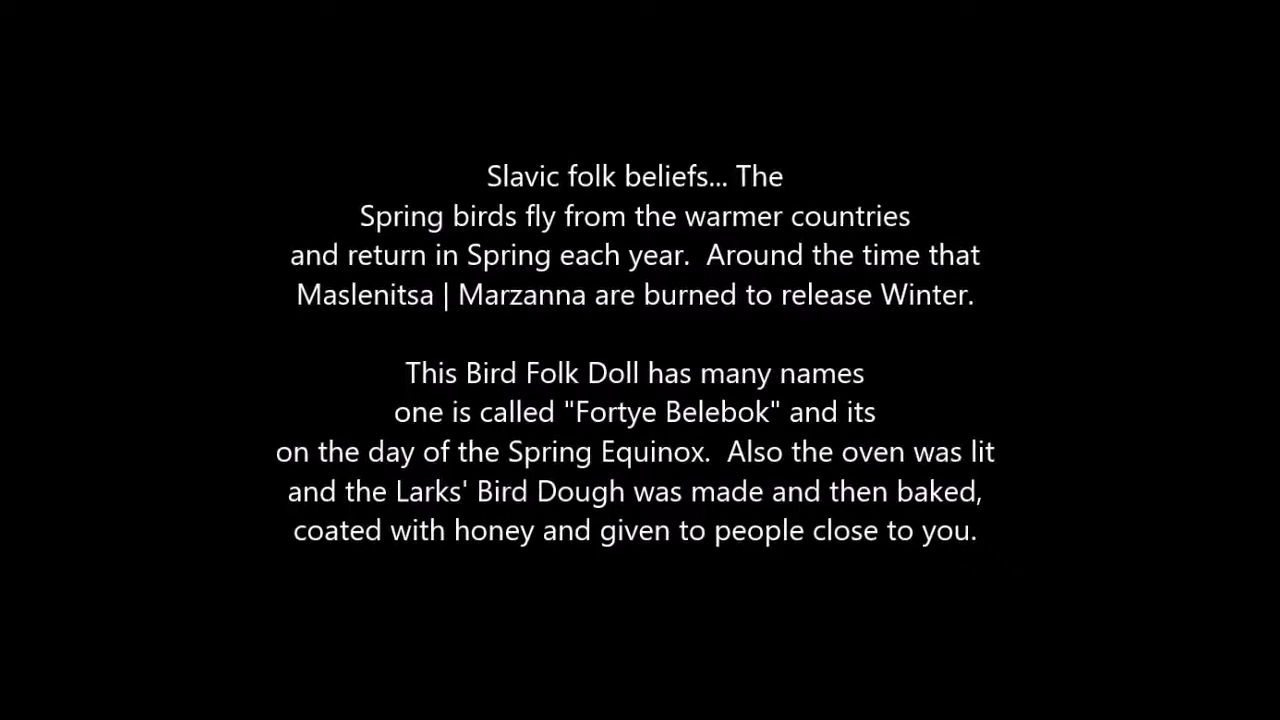 Slavic folk beliefs... The
Spring birds fly from the warmer countries
and return in Spring each year.  Around the time that
Maslenitsa | Marzanna are burned to release Winter.
This Bird Folk Doll has many names
one is called "Fortye Belebok" and its
on the day of the Spring Equinox.  Also the oven was lit
and the Larks' Bird Dough was made and then baked,
coated with honey and given to people close to you.